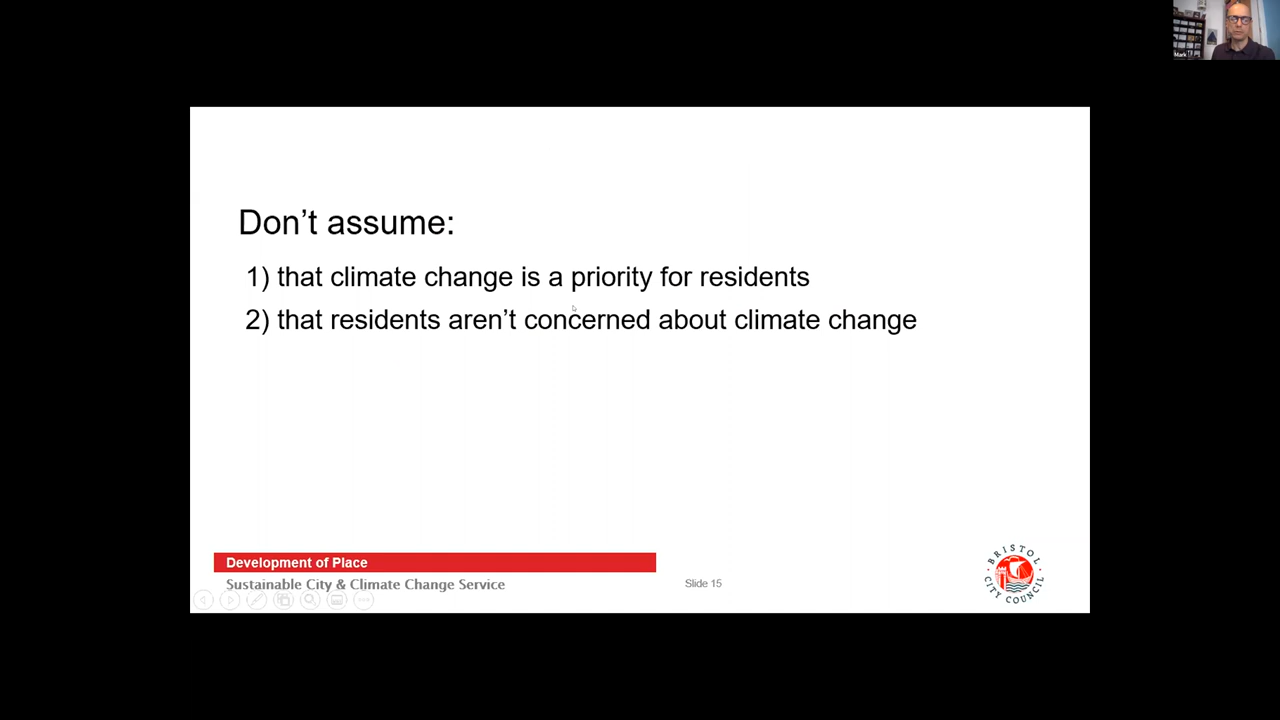 Mark
Don't assume:
1) that climate change is a priority for residents
2) that residents aren't concerned about climate change
Development of Place
Sustainable City & Climate Change Service
Slide 15
BRISTOL
CITY COUNCIL